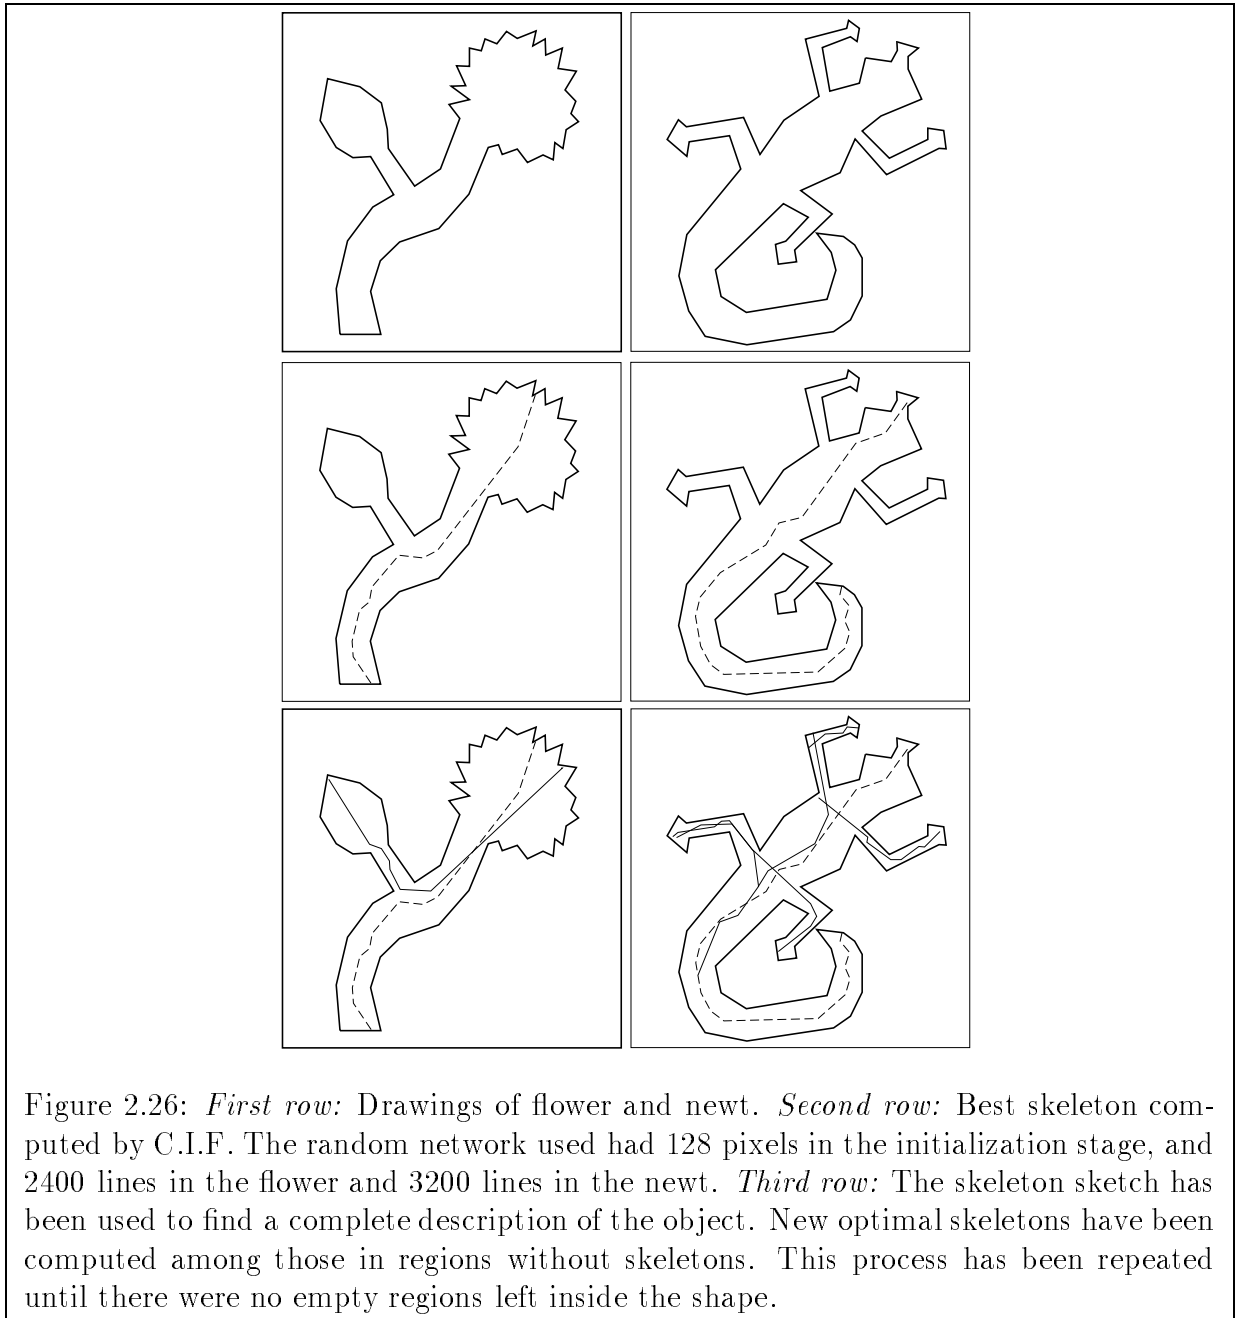 Figure 2.26: First row: Drawings of flower and newt. Second row: Best skeleton com-
puted by C.I.F. The random network used had 128 pixels in the initialization stage, and
2400 lines in the flower and 3200 lines in the newt. Third row: The skeleton sketch has
been used to find a complete description of the object. New optimal skeletons have been
computed among those in regions without skeletons. This process has been repeated
until there were no empty regions left inside the shape.